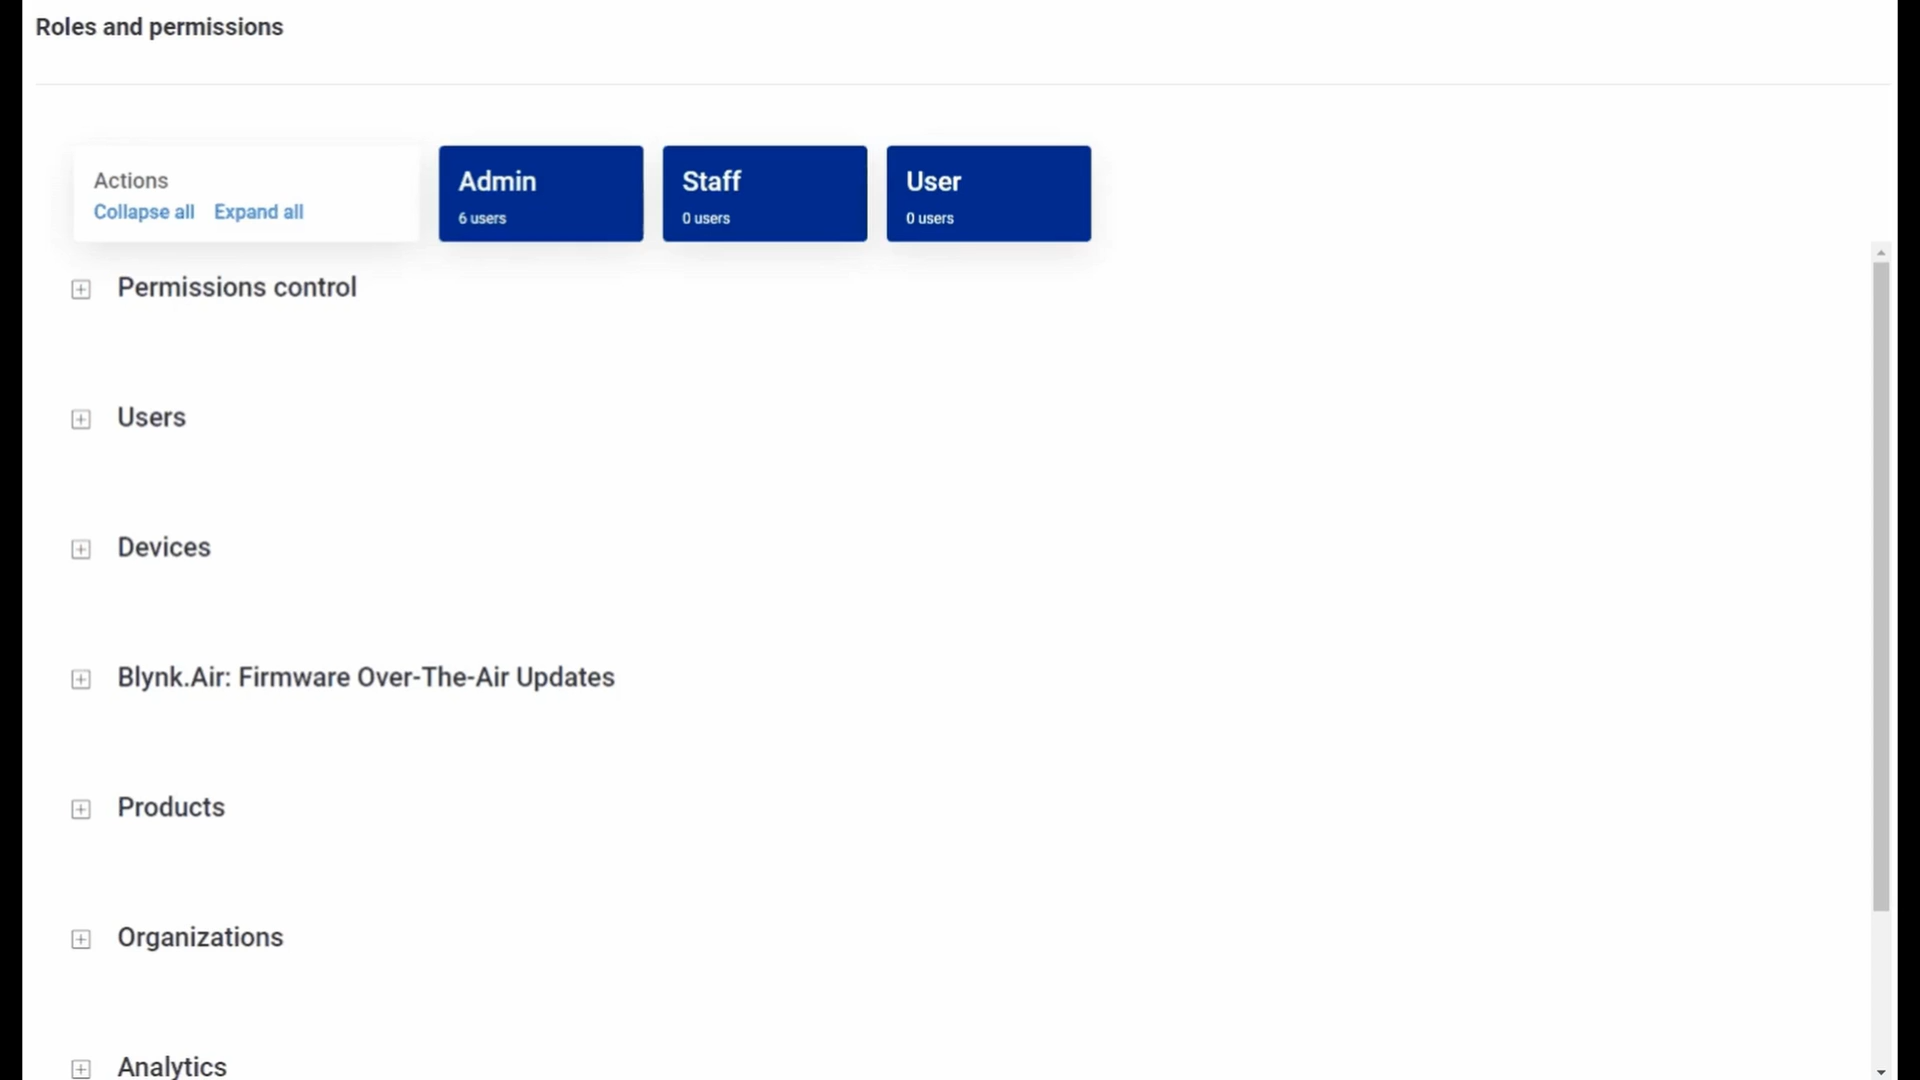 Roles and permissions
Actions
Collapse all Expand all
Admin
6 users
Staff
0 users
User
0 users
Permissions control
Users
Devices
Blynk.Air: Firmware Over-The-Air Updates
Products
Organizations
Analytics